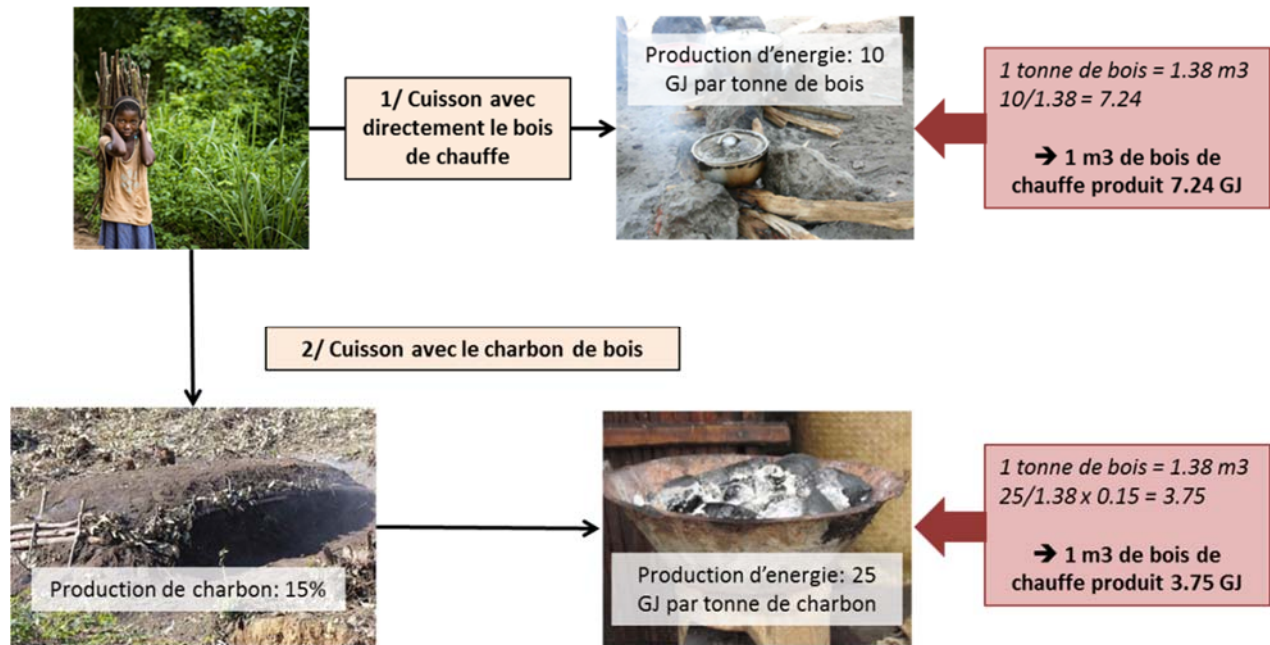 1/ Cuisson avec
directement le bois
de chauffe
Production d'energie: 10
GJ par tonne de bois
1 tonne de bois = 1.38 m3
10/1.38 = 7.24
➔ 1 m3 de bois de
chauffe produit 7.24 GJ
2/ Cuisson avec le charbon de bois
Production de charbon: 15%
Production d'energie: 25
GJ par tonne de charbon
1 tonne de bois = 1.38 m3
25/1.38 x 0.15 = 3.75
➔ 1 m3 de bois de
chauffe produit 3.75 GJ